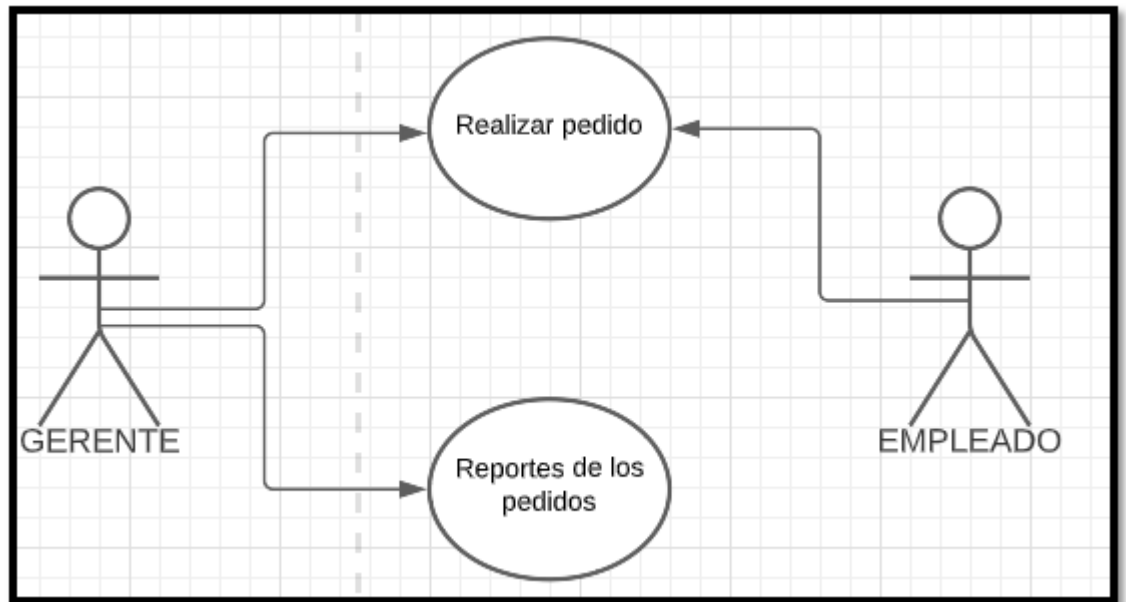 Realizar pedido
GERENTE
EMPLEADO
Reportes de los
pedidos